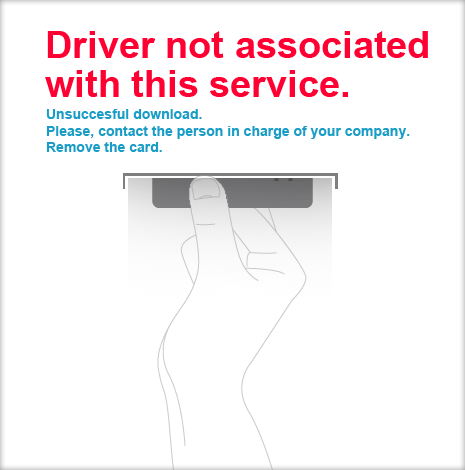 Driver not associated
with this service.
Unsuccesful download.
Please, contact the person in charge of your company.
Remove the card.